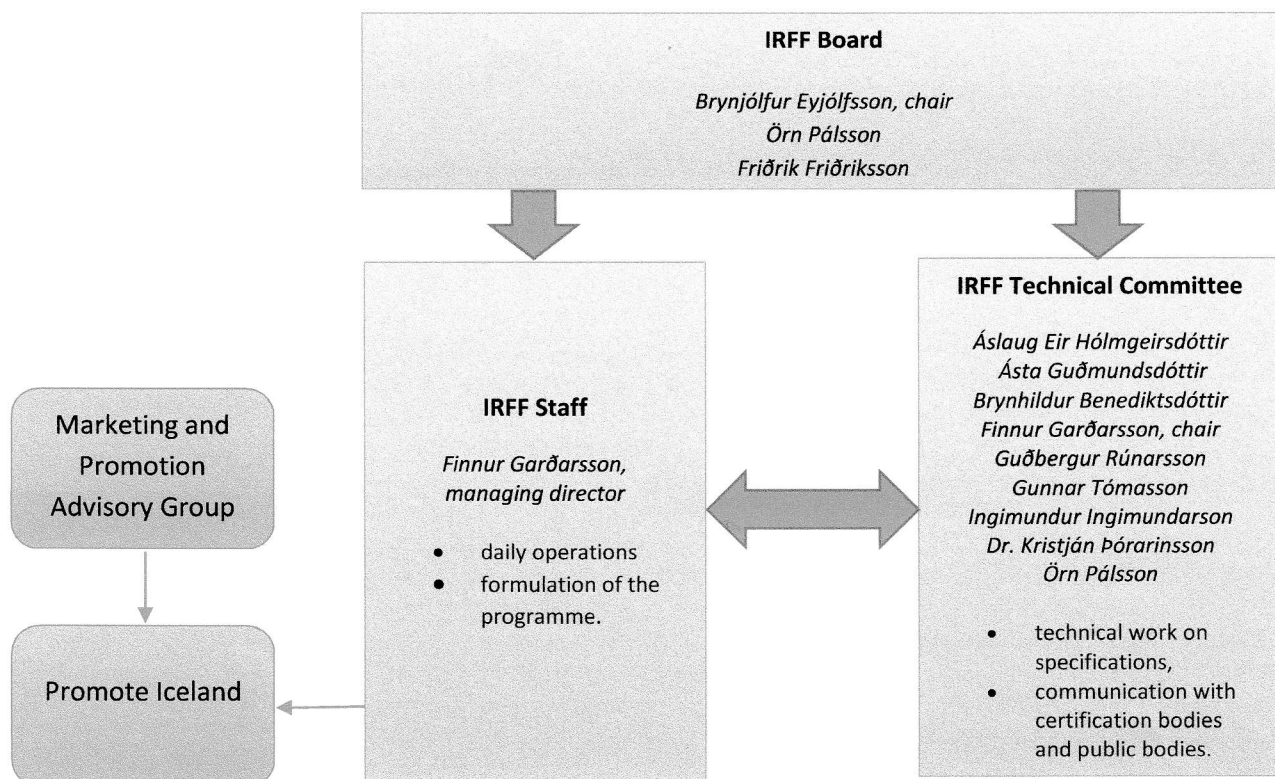 IRFF Board
Brynjólfur Eyjólfsson, chair
Örn Pálsson
Friðrik Friðriksson
Marketing and
Promotion
Advisory Group
Promote Iceland
IRFF Staff
Finnur Garðarsson,
managing director
• daily operations
• formulation of the
programme.
IRFF Technical Committee
Áslaug Eir Hólmgeirsdóttir
Ásta Guðmundsdóttir
Brynhildur Benediktsdóttir
Finnur Garðarsson, chair
Guðbergur Rúnarsson
Gunnar Tómasson
Ingimundur Ingimundarson
Dr. Kristján Þórarinsson
Örn Pálsson
• technical work on
specifications,
• communication with
certification bodies
and public bodies.